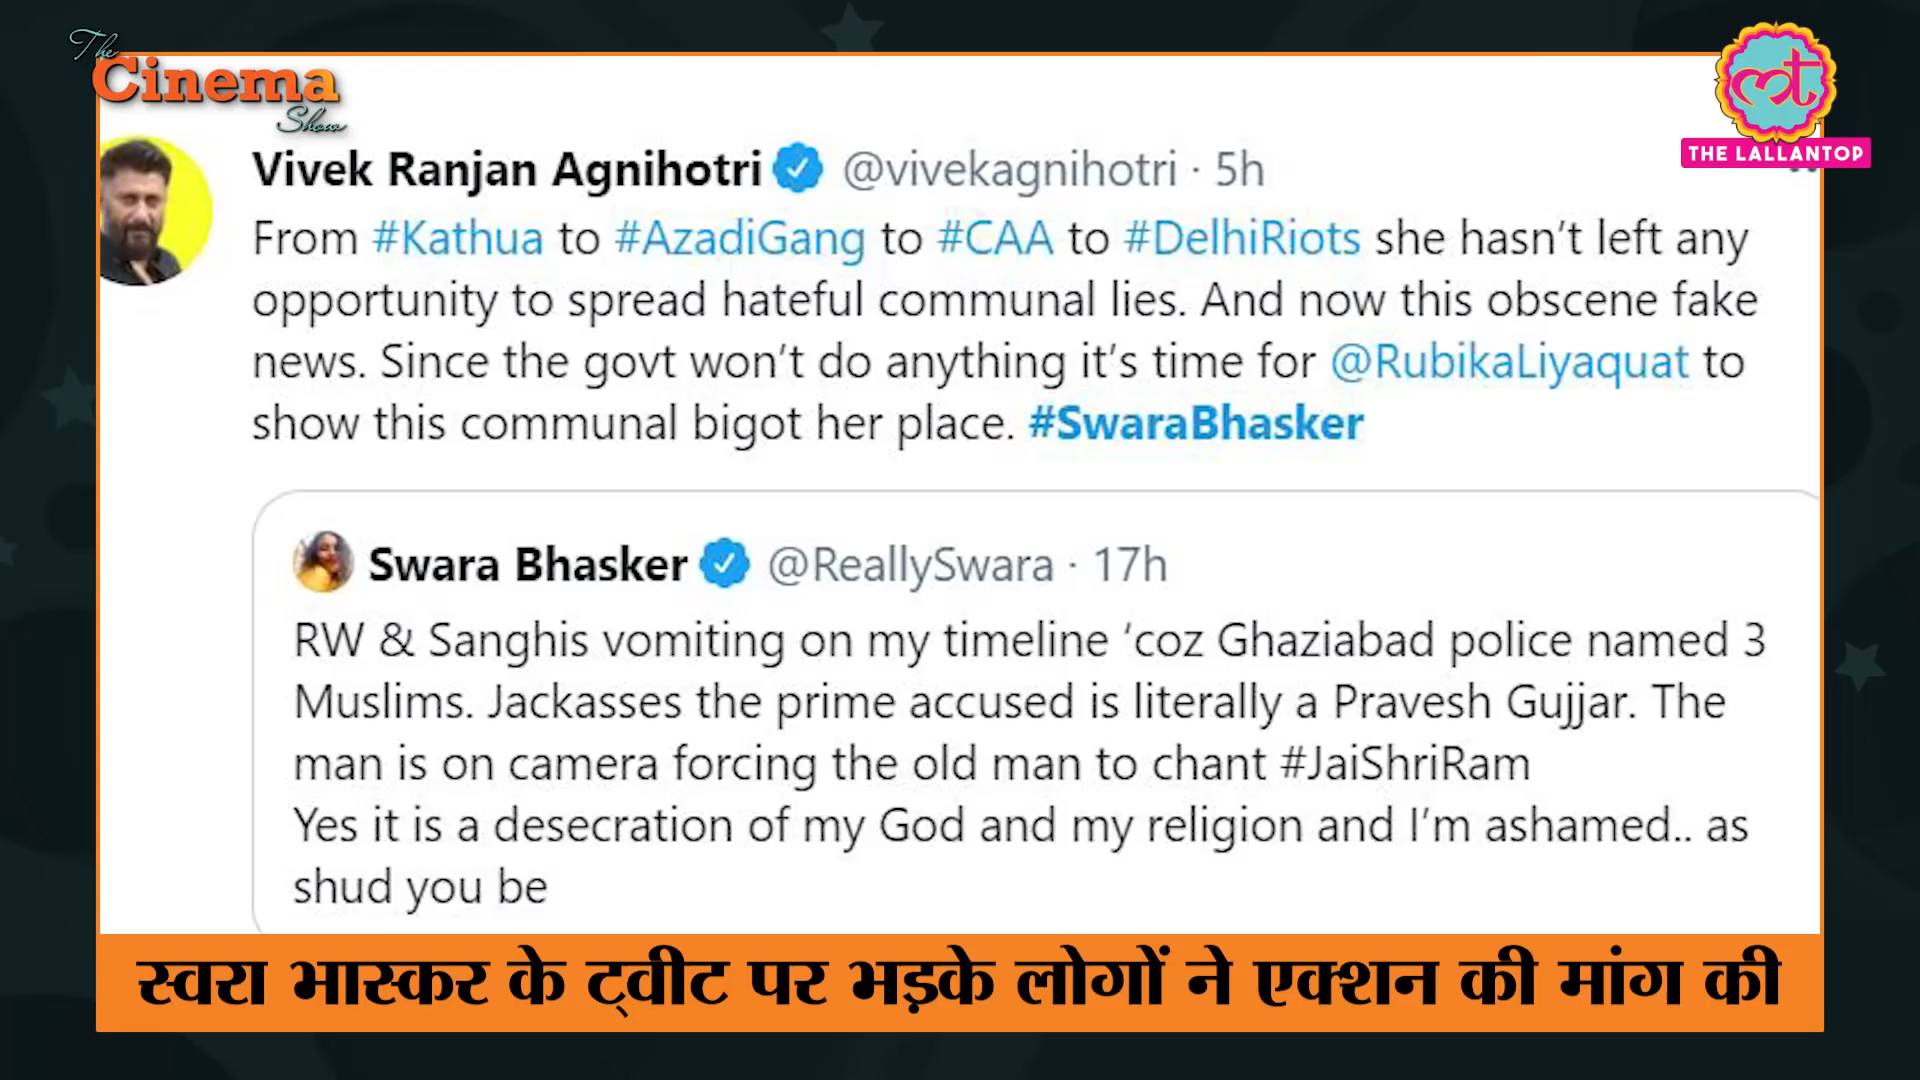 The
Cinema
Show
THE LALLANTOP
Vivek Ranjan Agnihotri @vivekagnihotri · 5h
From #Kathua to #AzadiGang to #CAA to #DelhiRiots she hasn’t left any
opportunity to spread hateful communal lies. And now this obscene fake
news. Since the govt won’t do anything it’s time for @RubikaLiyaquat to
show this communal bigot her place. #SwaraBhasker
Swara Bhasker @ReallySwara · 17h
RW & Sanghis vomiting on my timeline ‘coz Ghaziabad police named 3
Muslims. Jackasses the prime accused is literally a Pravesh Gujjar. The
man is on camera forcing the old man to chant #JaiShriRam
Yes it is a desecration of my God and my religion and I’m ashamed.. as
shud you be
स्वरा भास्कर के ट्वीट पर भड़के लोगों ने एक्शन की मांग की